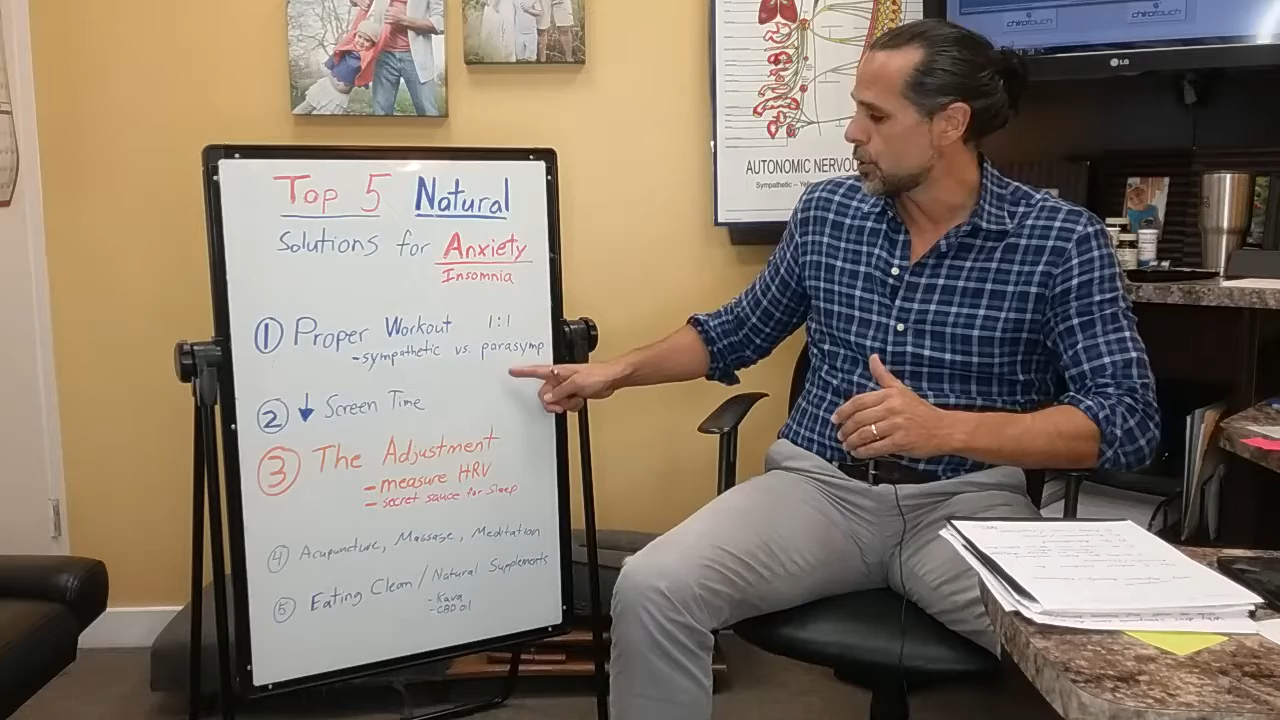 Top 5 Natural
Solutions for Anxiety
Insomnia
① Proper Workout 1:1
-sympathetic vs. parasymp
② ↓ Screen Time
③ The Adjustment
- measure HRV
- secret sauce for sleep
④ Acupuncture, Massage, Meditation
⑤ Eating Clean / Natural Supplements
- Kava
- CBD oil
AUTONOMIC NERVOU
Sympathetic – Yel
chirotouch
chirotouch
LG